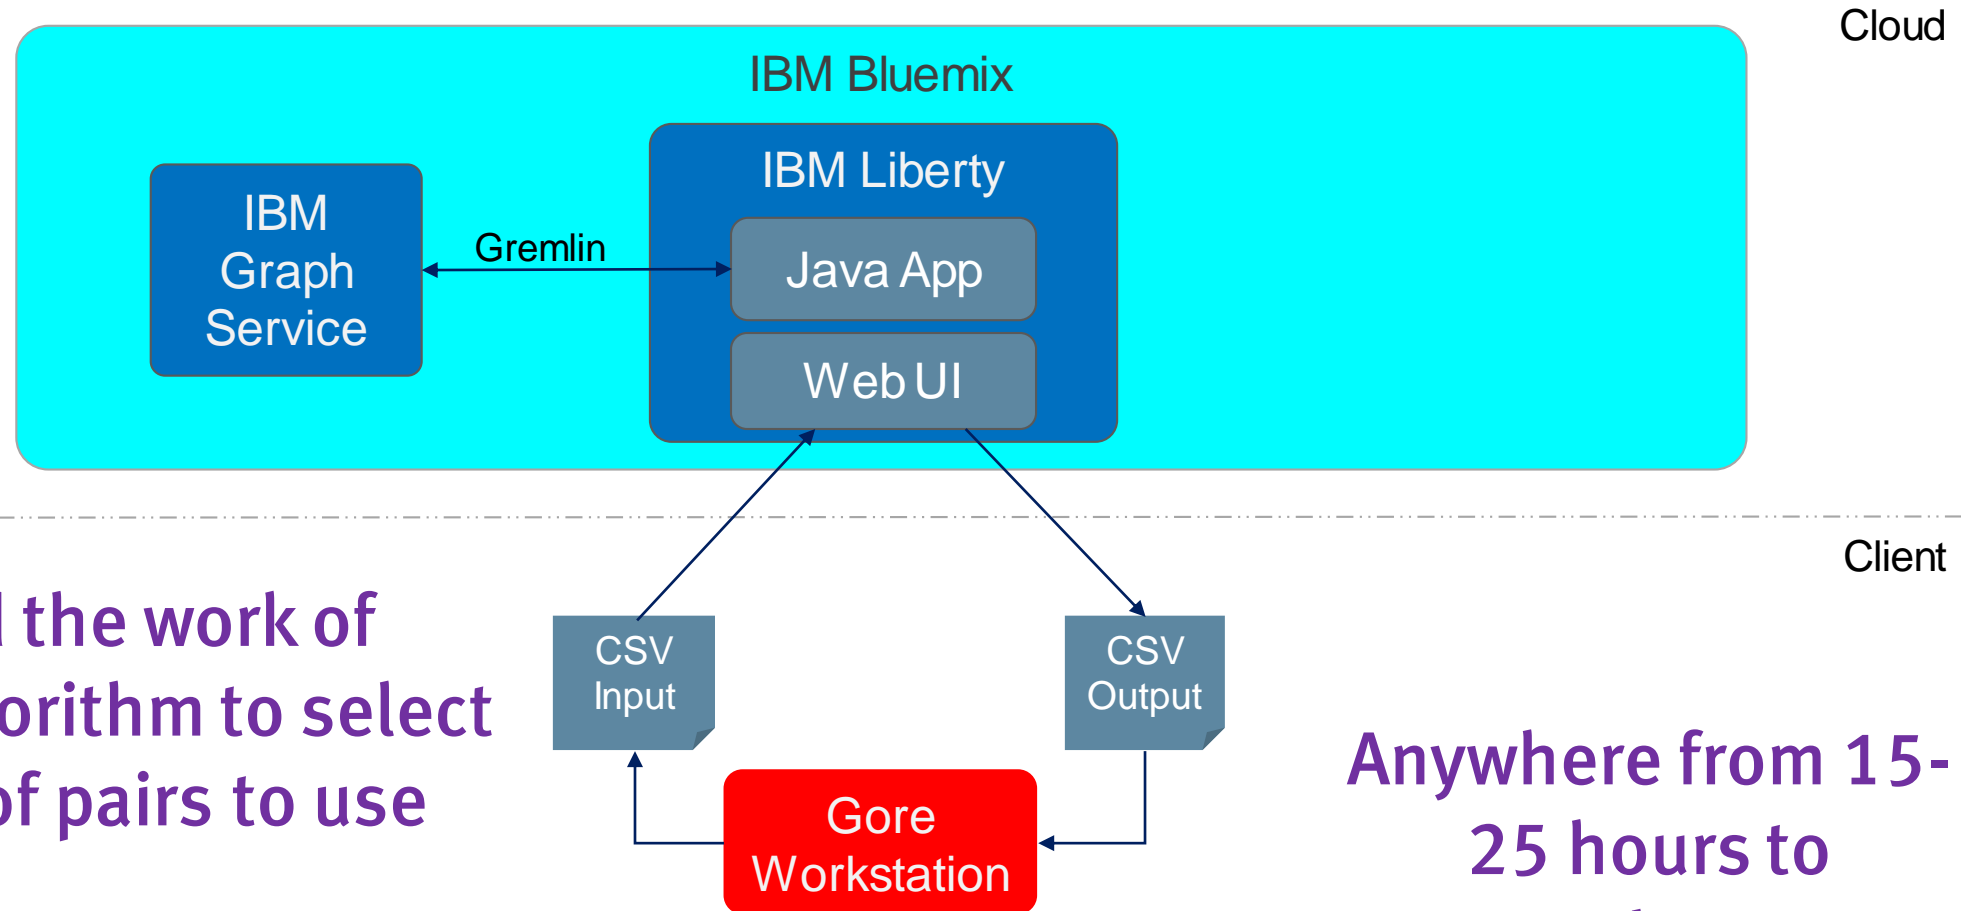 Cloud
IBM Bluemix
IBM Liberty
IBM
Graph
Service
Gremlin
Java App
Web UI
Client
the work of
orithm to select
of pairs to use
CSV
Input
CSV
Output
Gore
Workstation
Anywhere from 15-
25 hours to